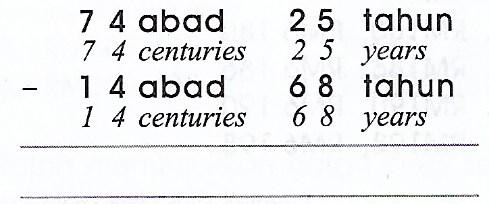 7 4 abad 2 5 tahun
7 4 centuries 2 5 years
– 1 4 abad 6 8 tahun
1 4 centuries 6 8 years